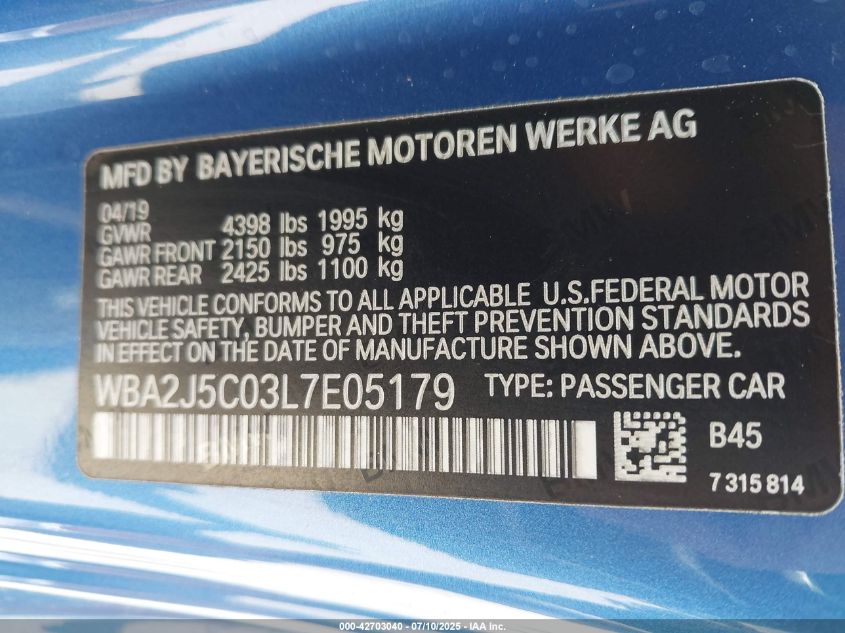 MFD BY BAYERISCHE MOTOREN WERKE AG
04/19
GVWR 4398 lbs 1995 kg
GAWR FRONT 2150 lbs 975 kg
GAWR REAR 2425 lbs 1100 kg
THIS VEHICLE CONFORMS TO ALL APPLICABLE U.S.FEDERAL MOTOR
VEHICLE SAFETY, BUMPER AND THEFT PREVENTION STANDARDS
IN EFFECT ON THE DATE OF MANUFACTURE SHOWN ABOVE.
WBA2J5C03L7E05179 TYPE: PASSENGER CAR
B45
7 315 814
000-42703040 - 07/10/2025 - IAA Inc.